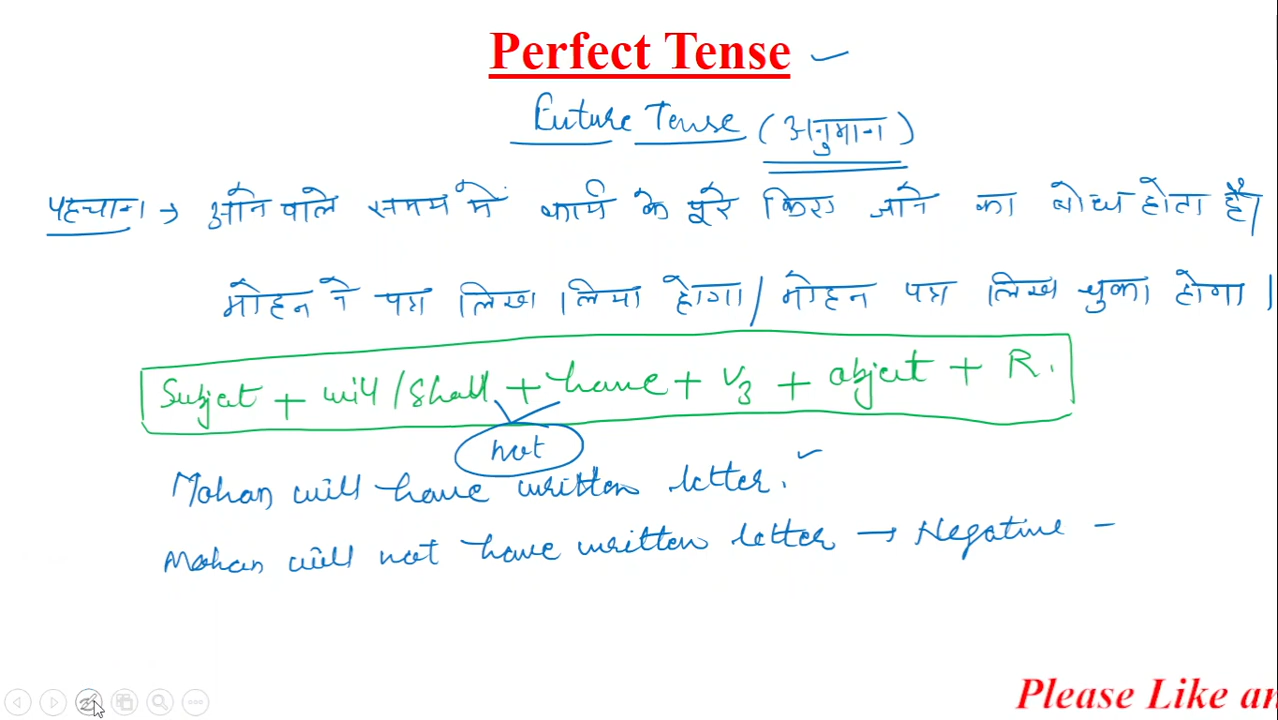 Perfect Tense
Future Tense (अनुमान)
पहचान → आने वाले समय में कार्य के पूरे किए जाने का बोध होता है।
मोहन ने पत्र लिख लिया होगा / मोहन पत्र लिख चुका होगा।
Subject + will / Shall + have + V3 + object + R.
not
Mohan will have written letter.
Mohan will not have written letter → Negative -
Please Like an